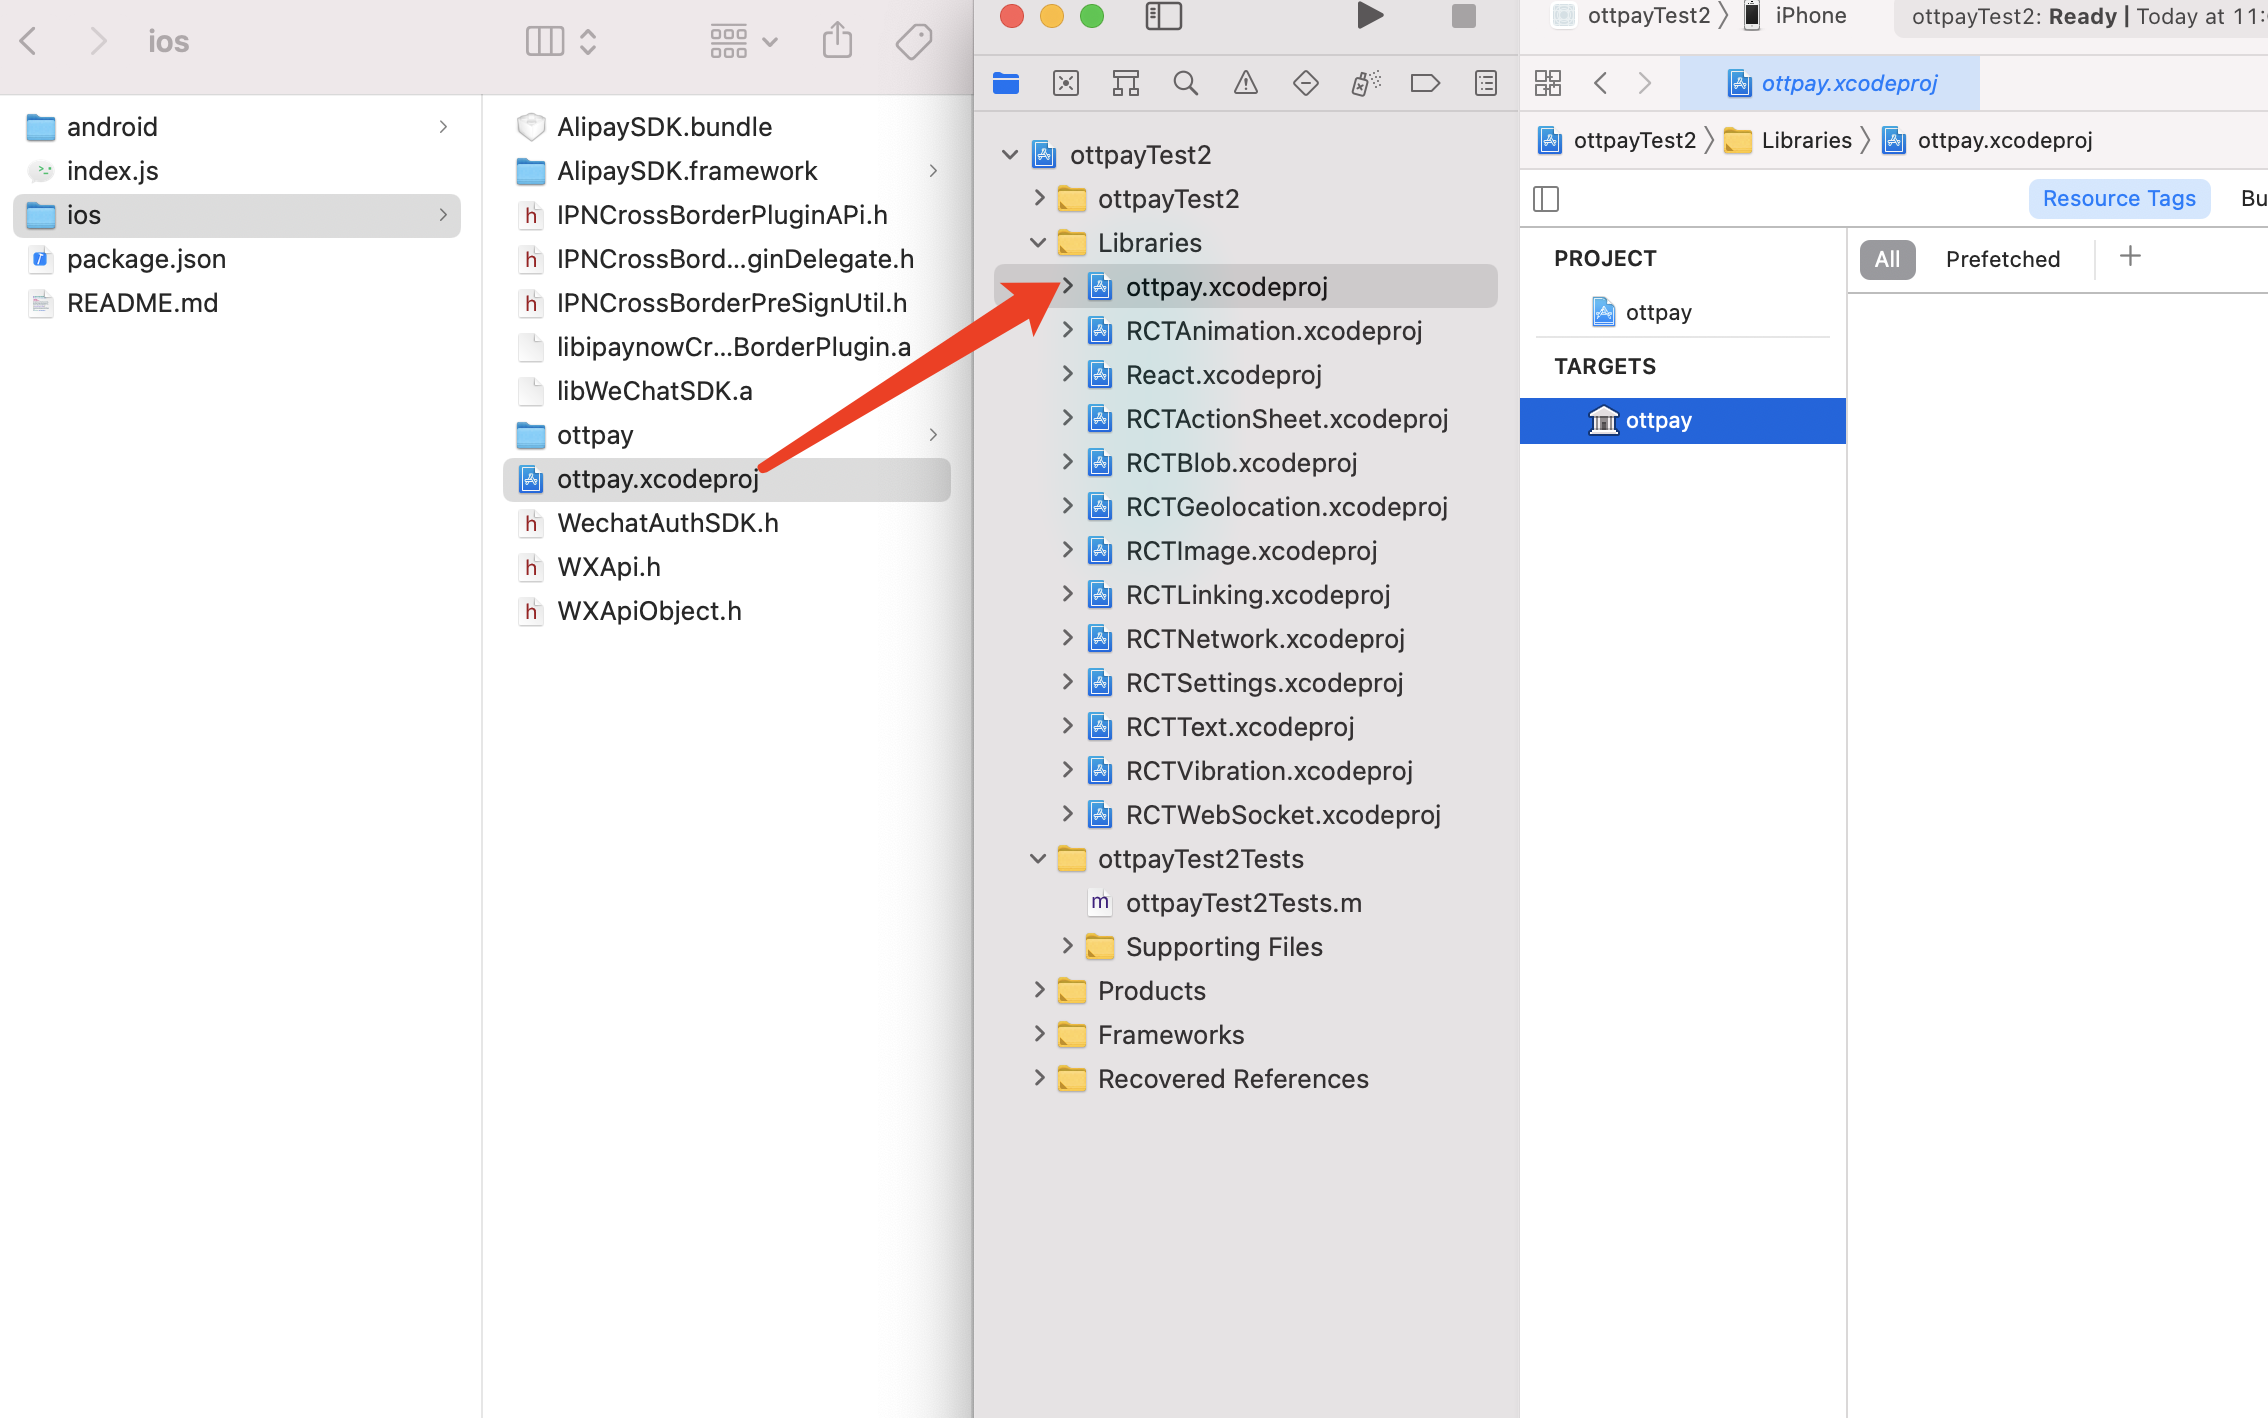 ios
android
index.js
ios
package.json
README.md
AlipaySDK.bundle
AlipaySDK.framework
IPNCrossBorderPluginAPi.h
IPNCrossBord...ginDelegate.h
IPNCrossBorderPreSignUtil.h
libipaynowCr...BorderPlugin.a
libWeChatSDK.a
ottpay
ottpay.xcodeproj
WechatAuthSDK.h
WXApi.h
WXApiObject.h
ottpayTest2
ottpayTest2
Libraries
ottpay.xcodeproj
RCTAnimation.xcodeproj
React.xcodeproj
RCTActionSheet.xcodeproj
RCTBlob.xcodeproj
RCTGeolocation.xcodeproj
RCTImage.xcodeproj
RCTLinking.xcodeproj
RCTNetwork.xcodeproj
RCTSettings.xcodeproj
RCTText.xcodeproj
RCTVibration.xcodeproj
RCTWebSocket.xcodeproj
ottpayTest2Tests
m ottpayTest2Tests.m
Supporting Files
Products
Frameworks
Recovered References
ottpayTest2 〉 iPhone
ottpayTest2: Ready | Today at 11:
ottpay.xcodeproj
ottpayTest2 〉 Libraries 〉 ottpay.xcodeproj
Resource Tags Bu
PROJECT
ottpay
TARGETS
ottpay
All Prefetched +